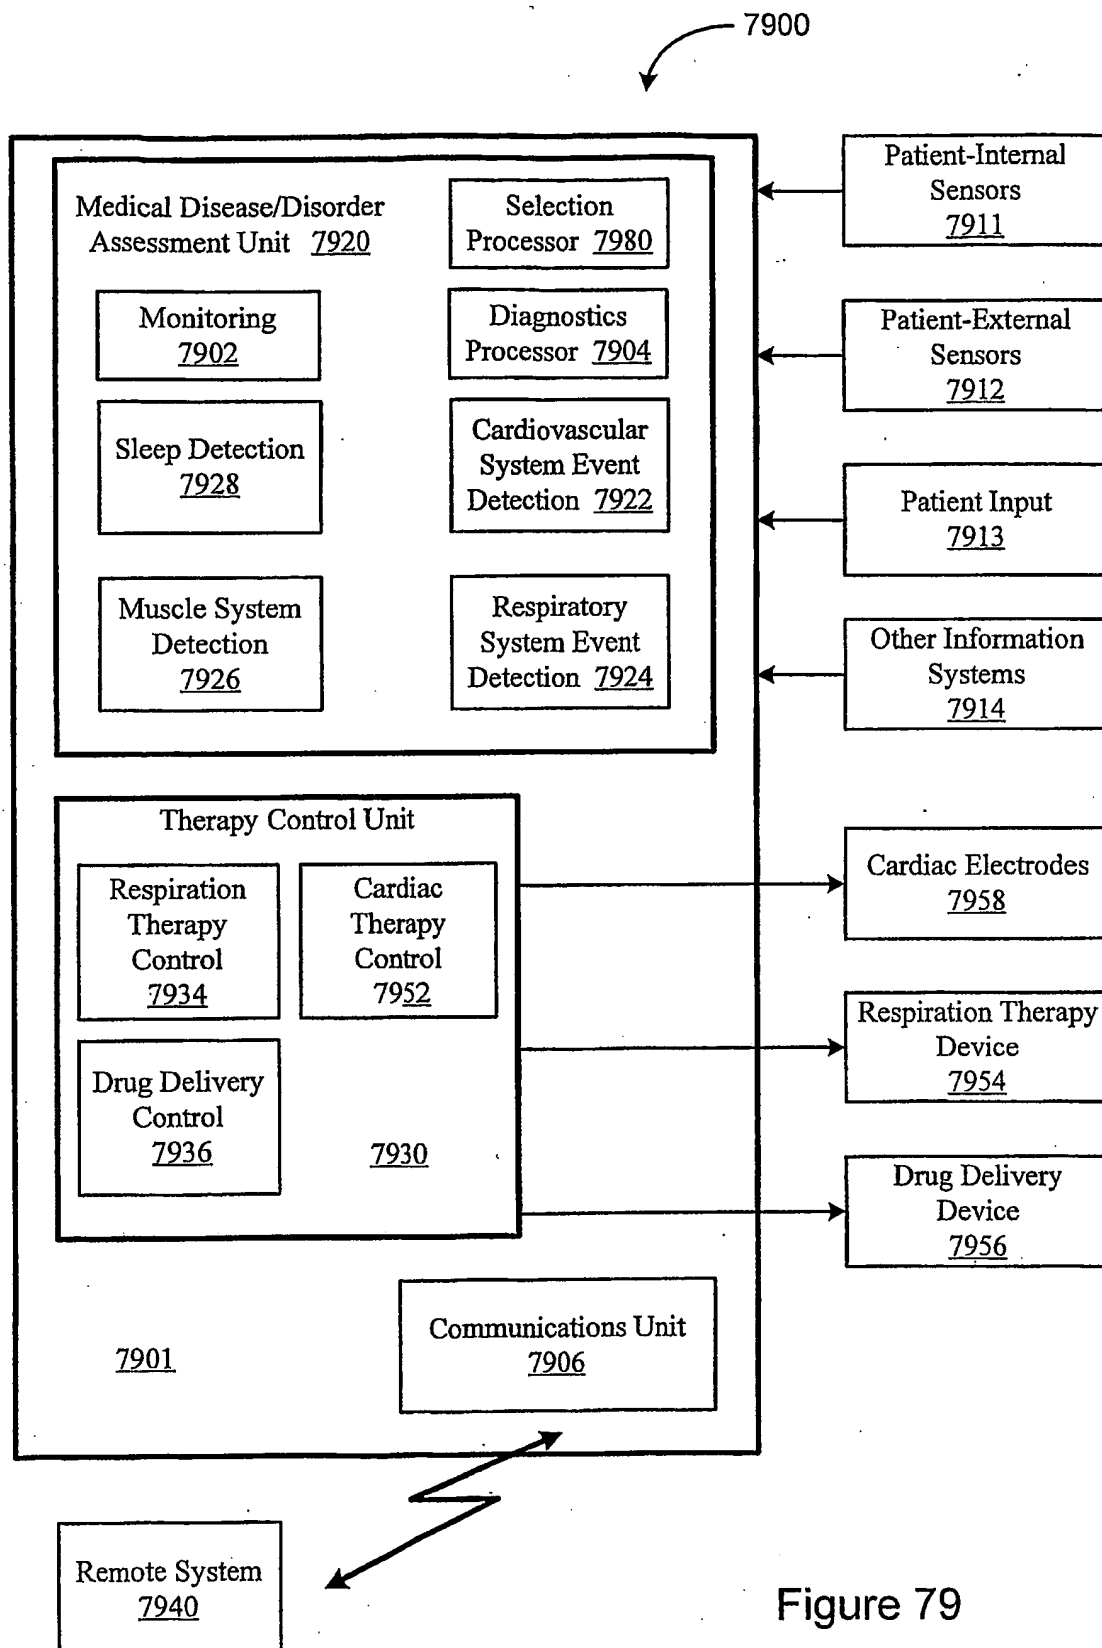 7900
Medical Disease/Disorder
Assessment Unit 7920
Selection
Processor 7980
Monitoring
7902
Diagnostics
Processor 7904
Sleep Detection
7928
Cardiovascular
System Event
Detection 7922
Muscle System
Detection
7926
Respiratory
System Event
Detection 7924
Patient-Internal
Sensors
7911
Patient-External
Sensors
7912
Patient Input
7913
Other Information
Systems
7914
Therapy Control Unit
Respiration
Therapy
Control
7934
Cardiac
Therapy
Control
7952
Drug Delivery
Control
7936
7930
Cardiac Electrodes
7958
Respiration Therapy
Device
7954
Drug Delivery
Device
7956
Communications Unit
7906
7901
Remote System
7940
Figure 79